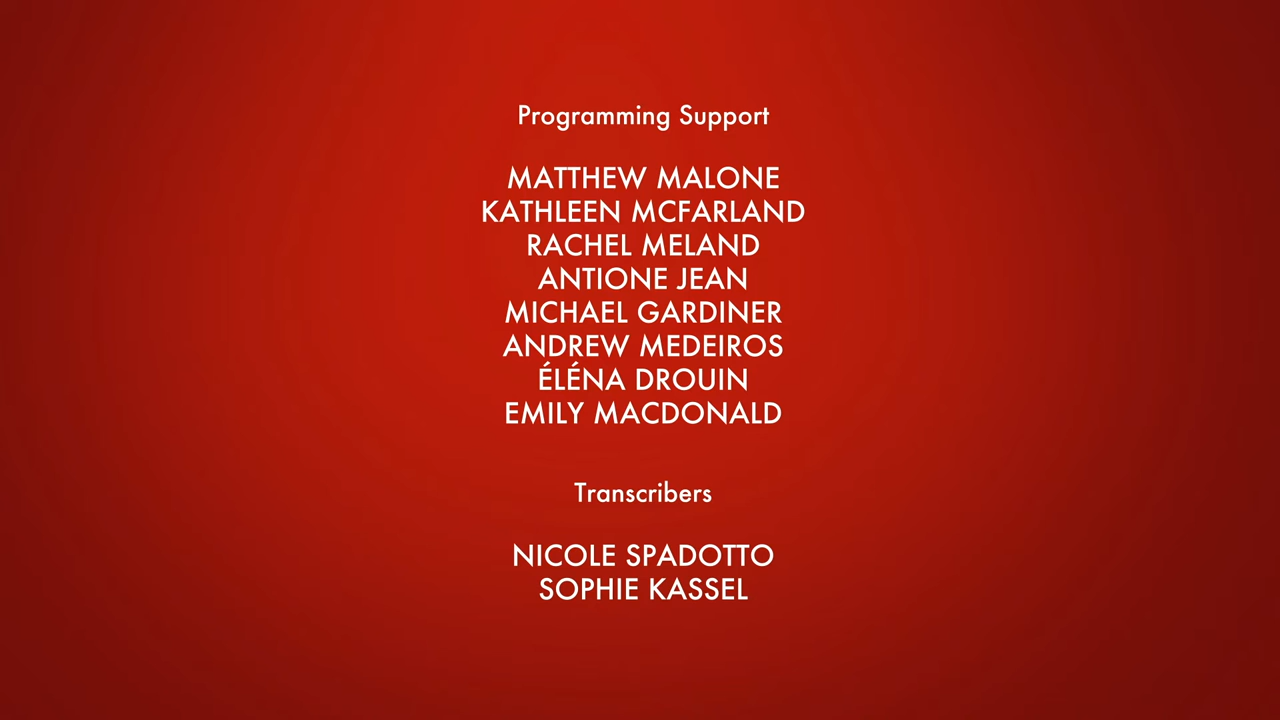 Programming Support
MATTHEW MALONE
KATHLEEN MCFARLAND
RACHEL MELAND
ANTIONE JEAN
MICHAEL GARDINER
ANDREW MEDEIROS
ÉLÉNA DROUIN
EMILY MACDONALD
Transcribers
NICOLE SPADOTTO
SOPHIE KASSEL